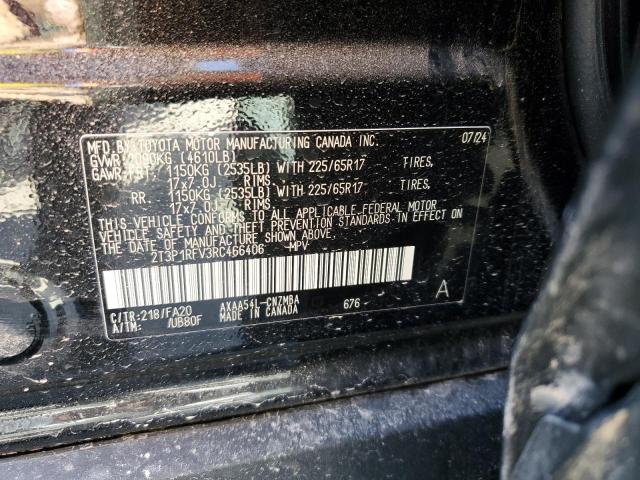 MFD. BY: TOYOTA MOTOR MANUFACTURING CANADA INC. 07/24
GVWR 2090KG (4610LB)
GAWR FRT. 1150KG (2535LB) WITH 225/65R17 TIRES,
17x7.0J RIMS
RR. 1150KG (2535LB) WITH 225/65R17 TIRES,
17x7.0J RIMS
THIS VEHICLE CONFORMS TO ALL APPLICABLE FEDERAL MOTOR
VEHICLE SAFETY AND THEFT PREVENTION STANDARDS IN EFFECT ON
THE DATE OF MANUFACTURE SHOWN ABOVE.
2T3P1RFV3RC466406 MPV
C/TR:218/FA20 AXAA54L-CNZMBA 676 A
A/TM: /UB80F MADE IN CANADA